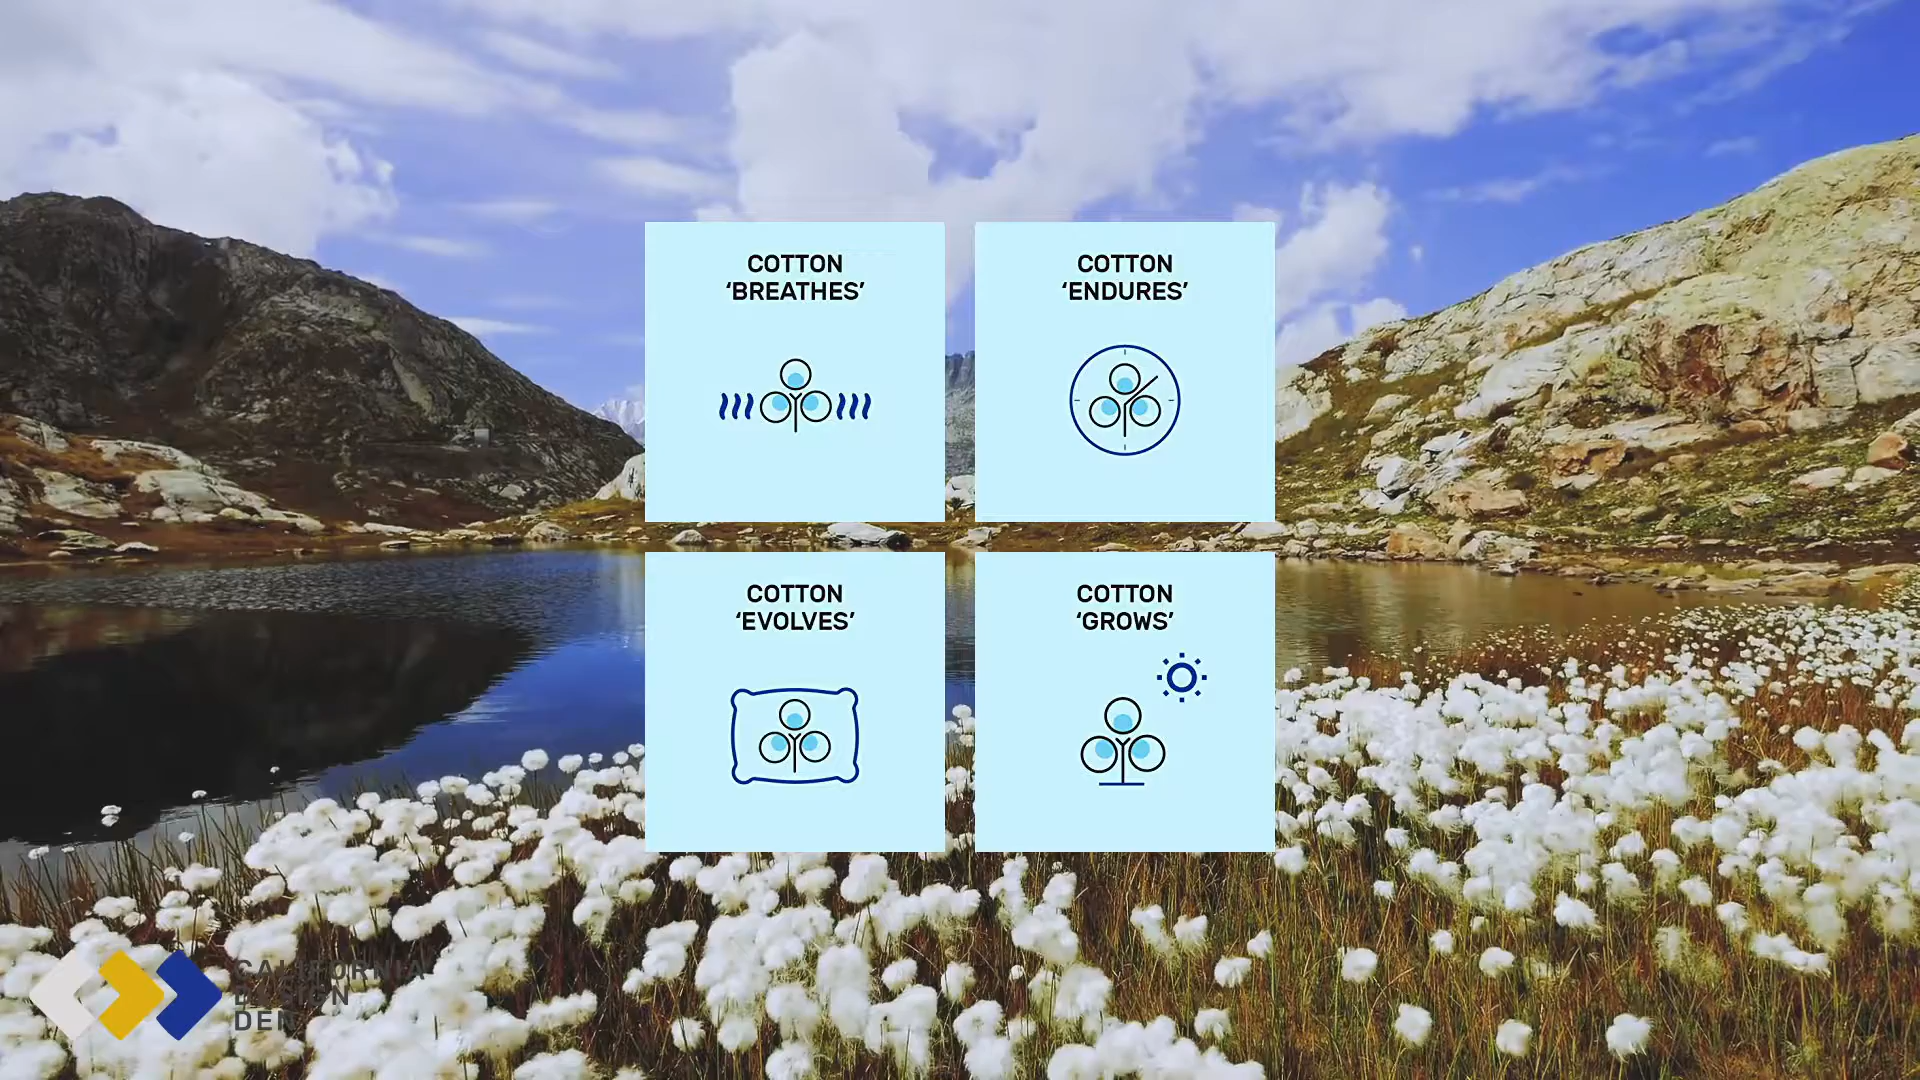 COTTON
‘BREATHES’
COTTON
‘ENDURES’
COTTON
‘EVOLVES’
COTTON
‘GROWS’
CALIFORNIA
DESIGN
DEN